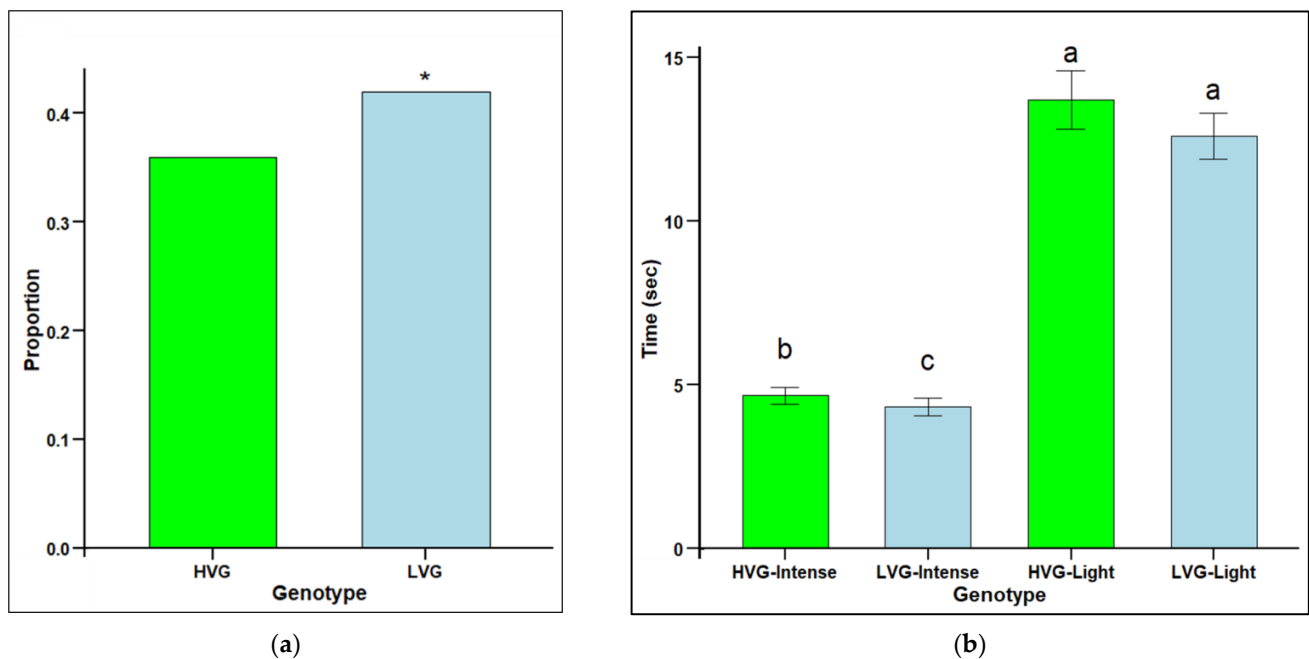 Proportion
0.4
0.3
0.2
0.1
0.0
*
HVG
LVG
Genotype
(a)
Time (sec)
15
10
5
0
b
c
a
a
HVG-Intense
LVG-Intense
HVG-Light
LVG-Light
Genotype
(b)